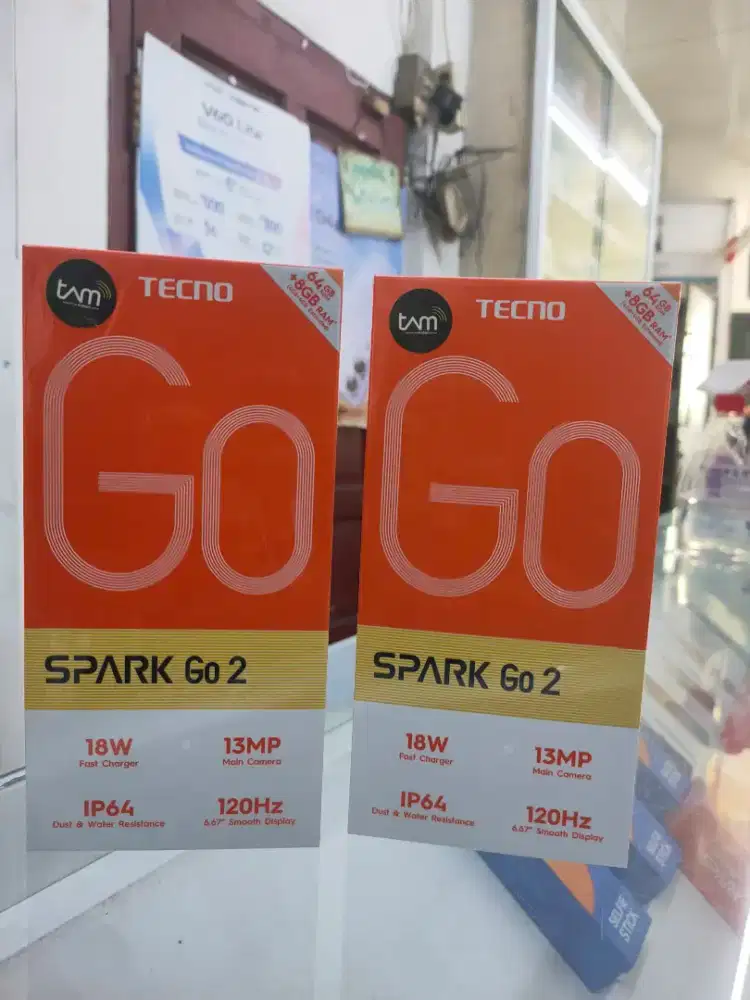 V60 Lite
tam
TECNO
64GB
+8GB RAM*
Go
SPARK Go 2
18W
Fast Charger
13MP
Main Camera
IP64
Dust & Water Resistance
120Hz
6.67" Smooth Display
tam
TECNO
64GB
+8GB RAM*
Go
SPARK Go 2
18W
Fast Charger
13MP
Main Camera
IP64
Dust & Water Resistance
120Hz
6.67" Smooth Display
SELFIE
STICK